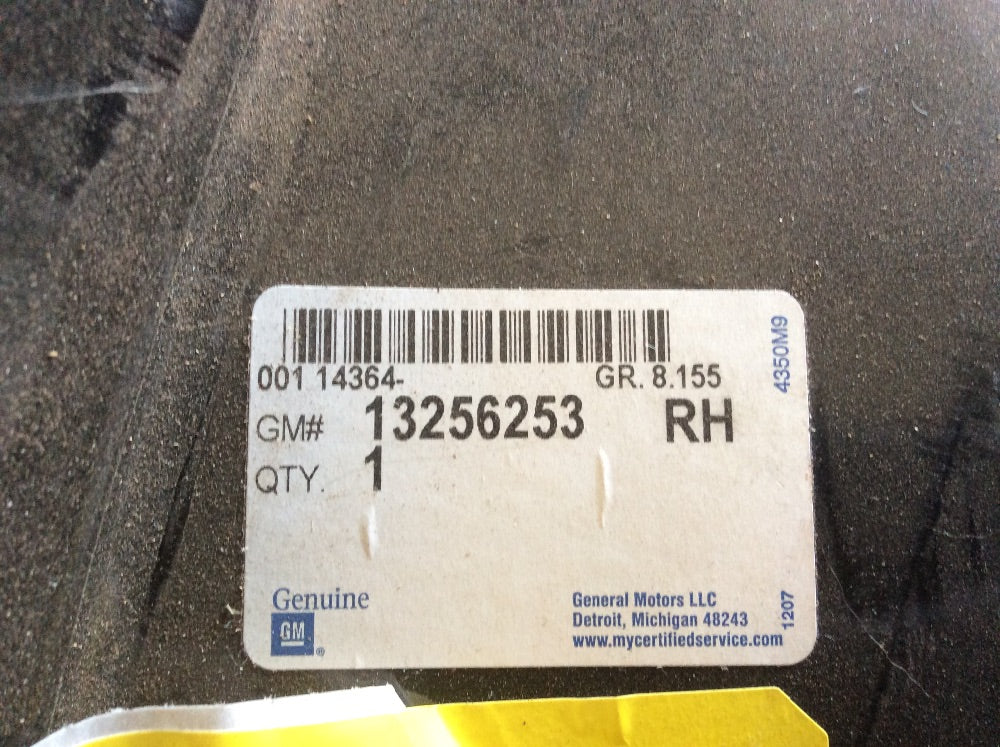 001 14364- GR. 8.155
GM# 13256253 RH
QTY. 1
4350M9
Genuine
GM
®
General Motors LLC
Detroit, Michigan 48243
www.mycertifiedservice.com
1207